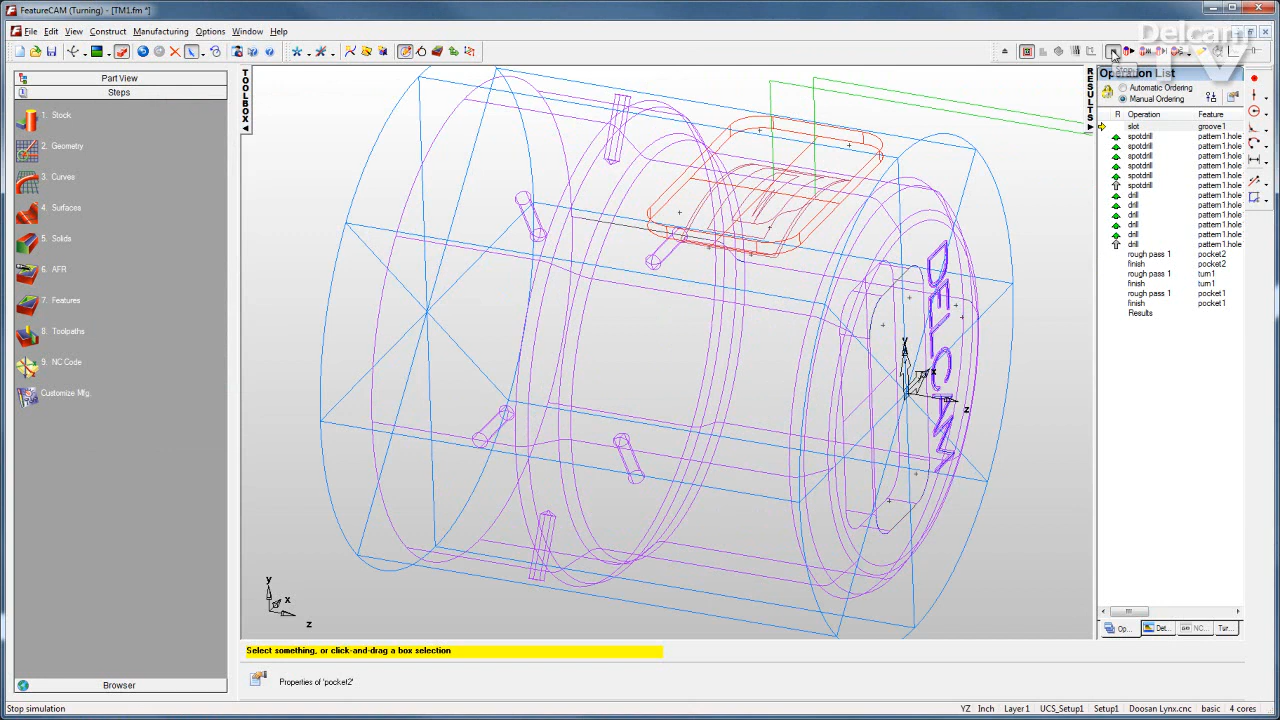 FeatureCAM (Turning) - [TM1.fm *]
File Edit View Construct Manufacturing Options Window Help
Delcam
TV
Part View
Steps
1. Stock
2. Geometry
3. Curves
4. Surfaces
5. Solids
6. AFR
7. Features
8. Toolpaths
9. NC Code
Customize Mfg.
Browser
TOOLBOX
RESULTS
DELCAM
y
x
z
y
x
z
Operation List
Automatic Ordering
Manual Ordering
R Operation Feature
slot groove1
spotdrill pattern1.hole
spotdrill pattern1.hole
spotdrill pattern1.hole
spotdrill pattern1.hole
spotdrill pattern1.hole
spotdrill pattern1.hole
drill pattern1.hole
drill pattern1.hole
drill pattern1.hole
drill pattern1.hole
drill pattern1.hole
drill pattern1.hole
rough pass 1 pocket2
finish pocket2
rough pass 1 turn1
finish turn1
rough pass 1 pocket1
finish pocket1
Results
Op... Det... NC... Tur...
Select something, or click-and-drag a box selection
Properties of 'pocket2'
Stop simulation YZ Inch Layer1 UCS_Setup1 Setup1 Doosan Lynx.cnc basic 4 cores